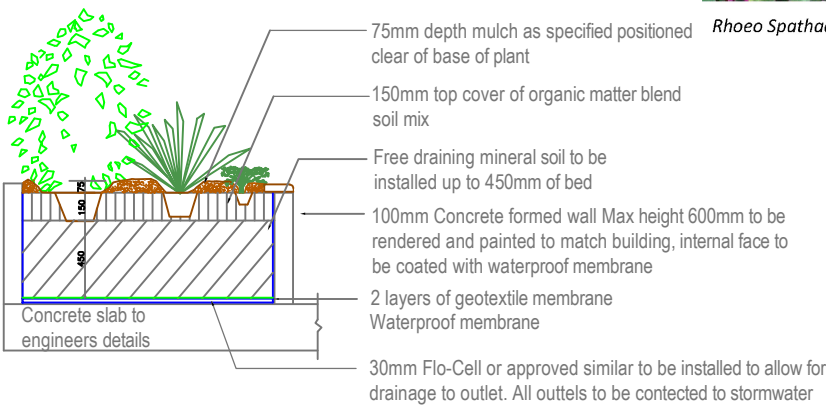 Rhoeo Spathac
75mm depth mulch as specified positioned
clear of base of plant
150mm top cover of organic matter blend
soil mix
Free draining mineral soil to be
installed up to 450mm of bed
100mm Concrete formed wall Max height 600mm to be
rendered and painted to match building, internal face to
be coated with waterproof membrane
2 layers of geotextile membrane
Waterproof membrane
30mm Flo-Cell or approved similar to be installed to allow for
drainage to outlet. All outtels to be contected to stormwater
75
150
450
Concrete slab to
engineers details